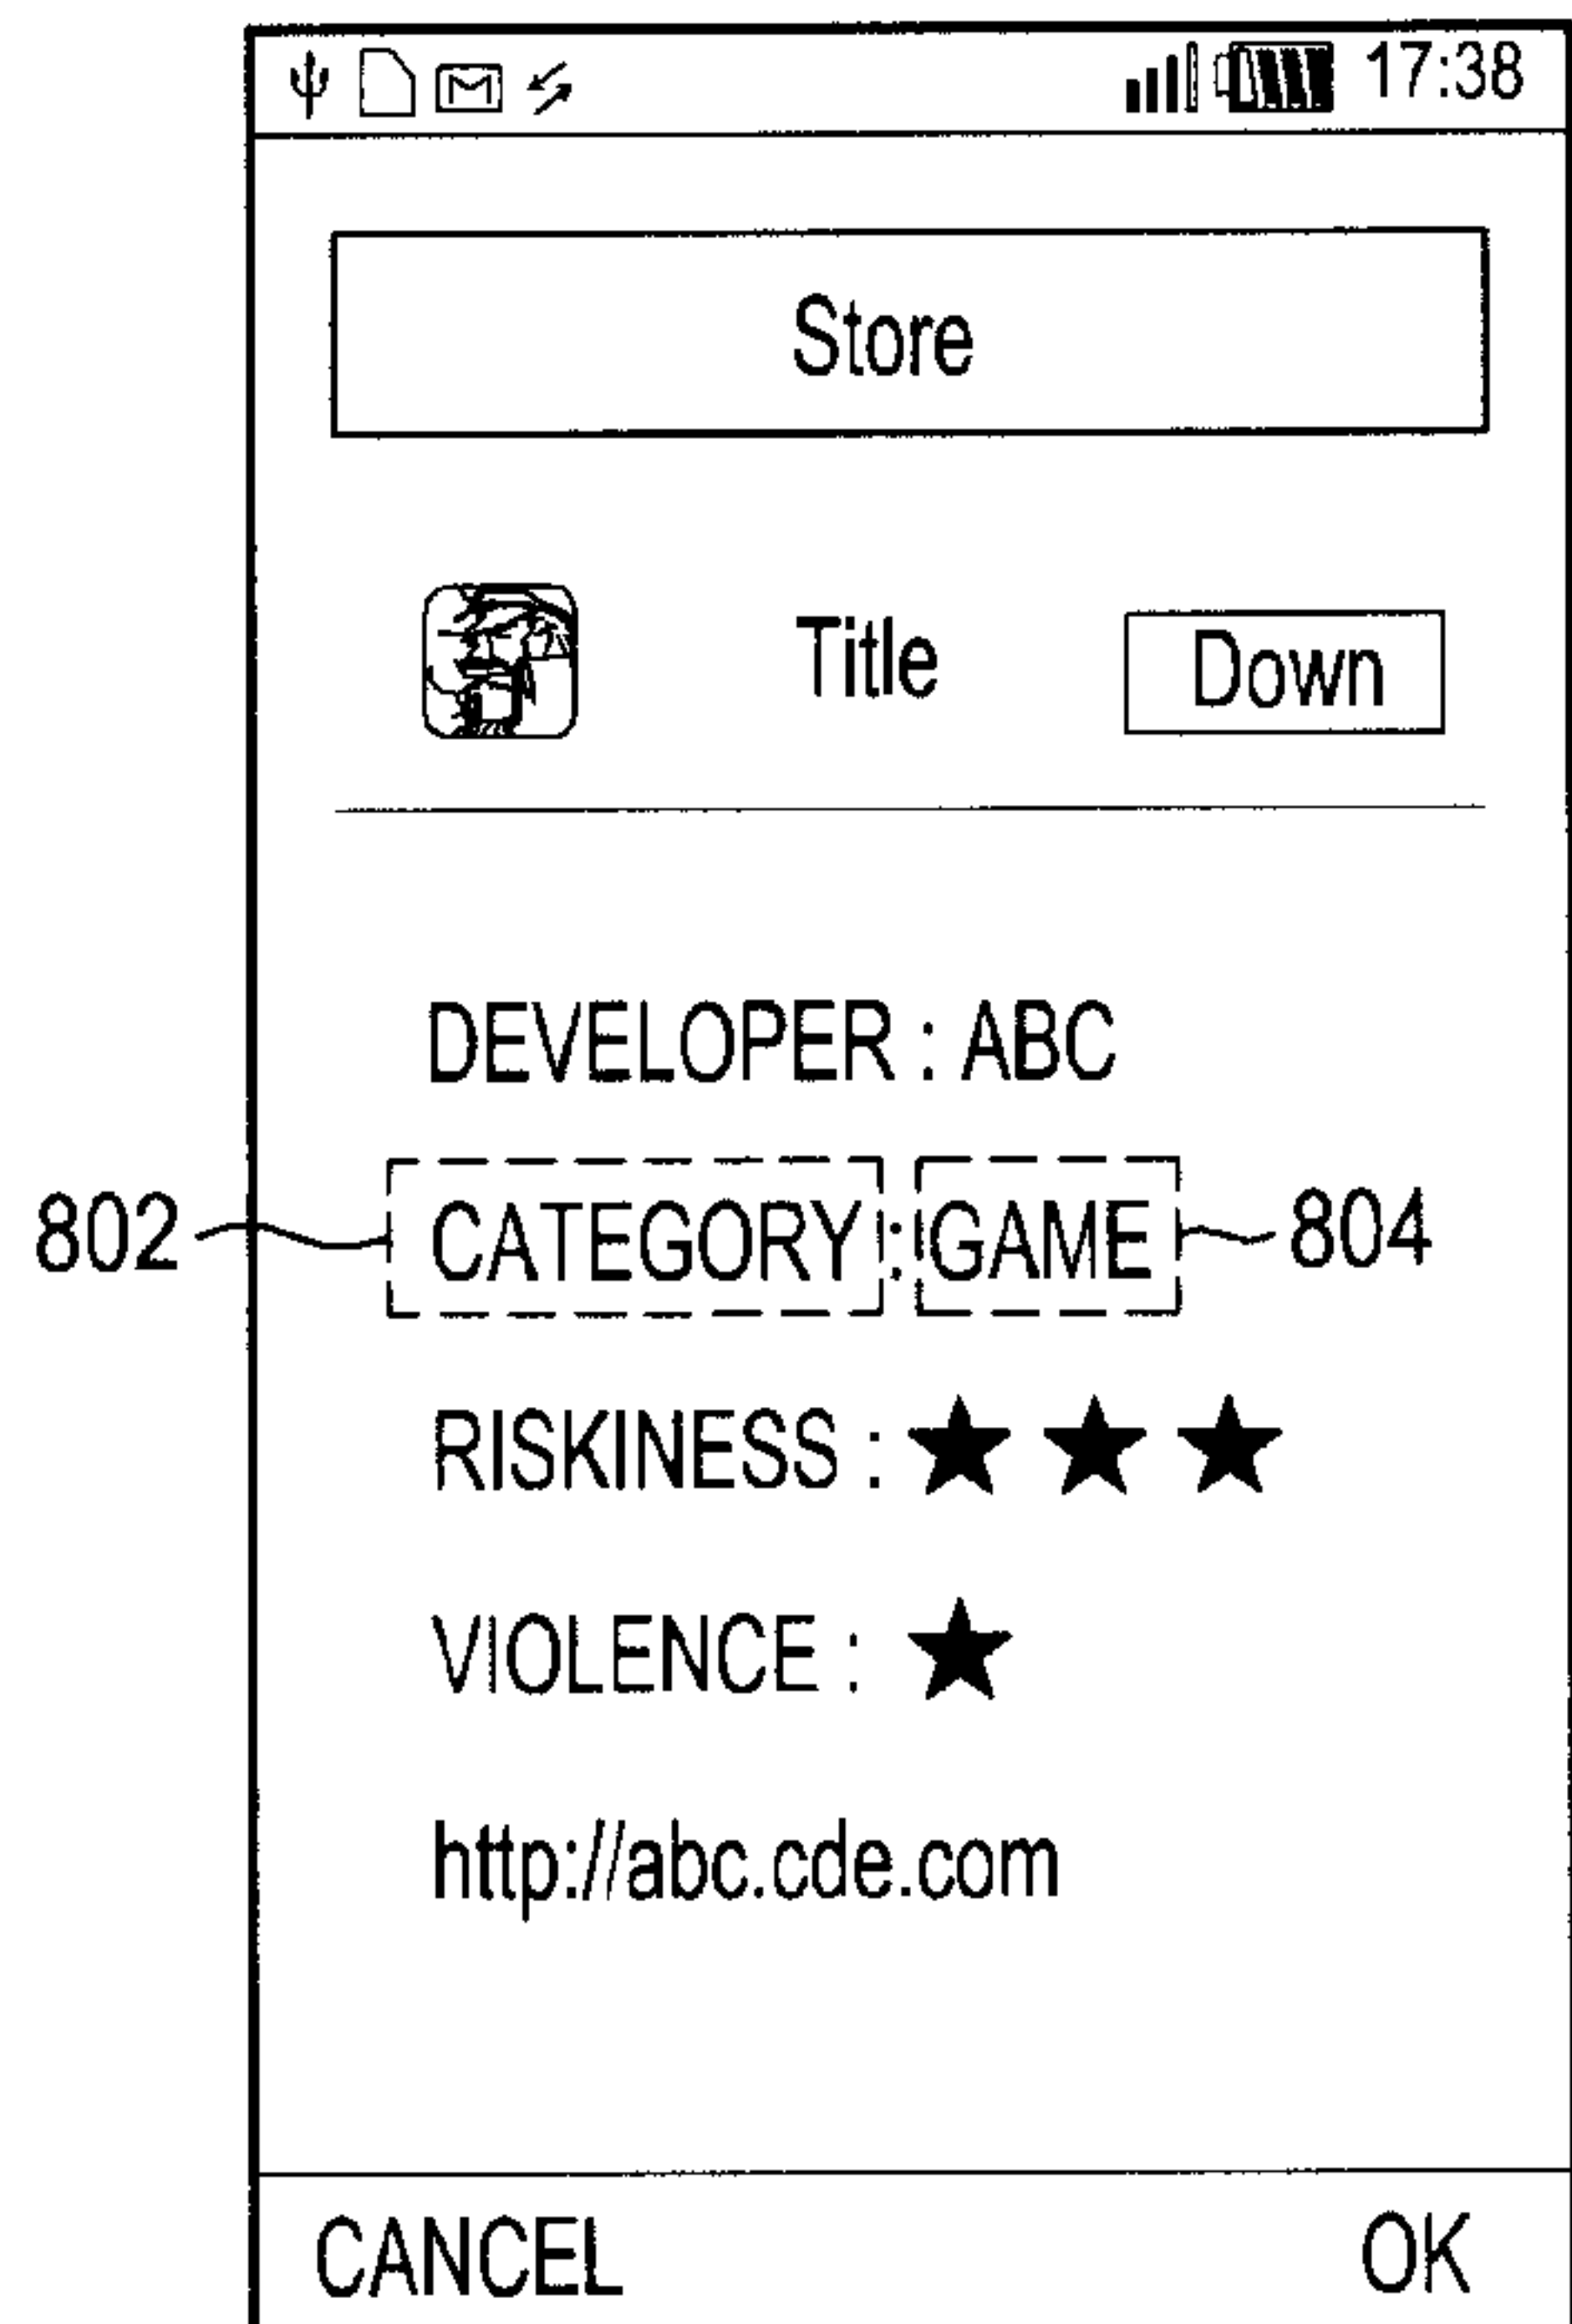 17:38
Store
Title Down
DEVELOPER : ABC
802 CATEGORY : GAME 804
RISKINESS : ★ ★ ★
VIOLENCE : ★
http://abc.cde.com
CANCEL OK